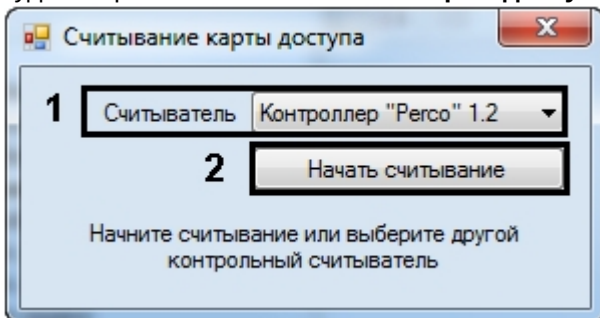 Считывание карты доступа
1 Считыватель Контроллер "Perco" 1.2
2 Начать считывание
Начните считывание или выберите другой
контрольный считыватель